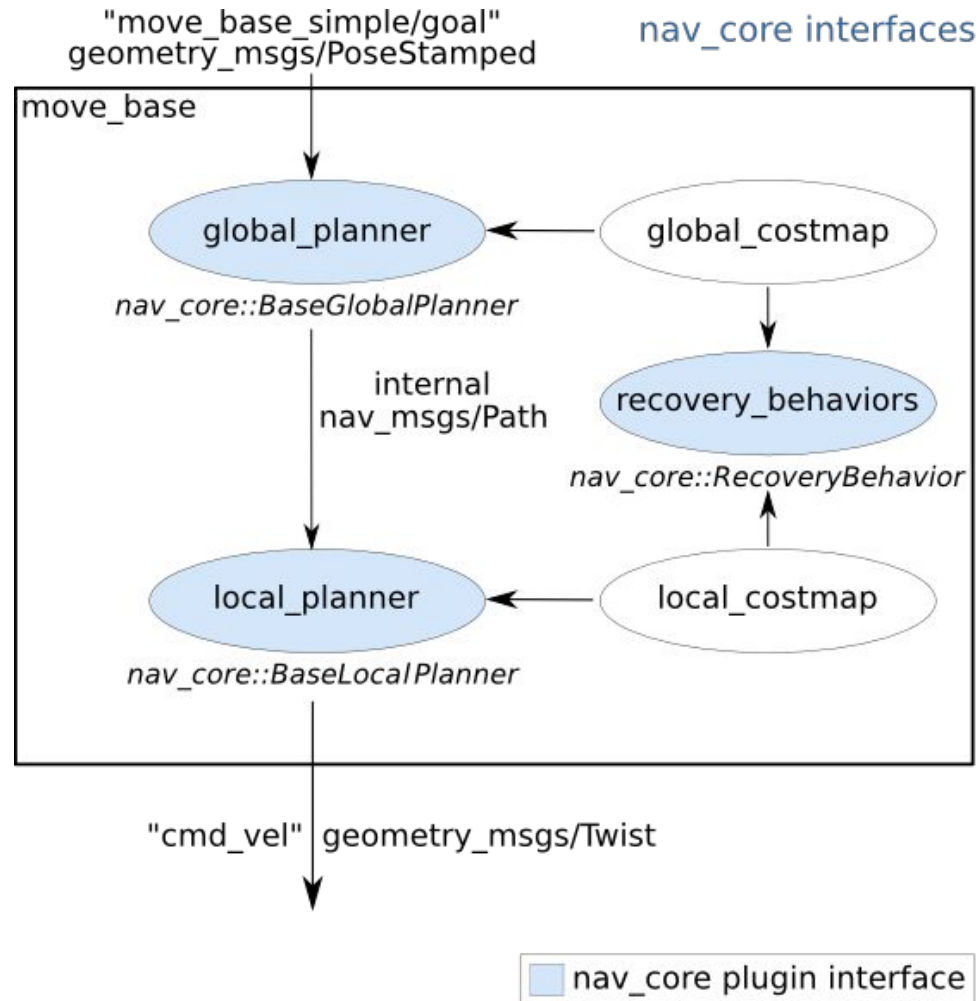 "move_base_simple/goal"
geometry_msgs/PoseStamped
nav_core interfaces
move_base
global_planner
global_costmap
nav_core::BaseGlobalPlanner
internal
nav_msgs/Path
recovery_behaviors
nav_core::RecoveryBehavior
local_planner
local_costmap
nav_core::BaseLocalPlanner
"cmd_vel" geometry_msgs/Twist
nav_core plugin interface